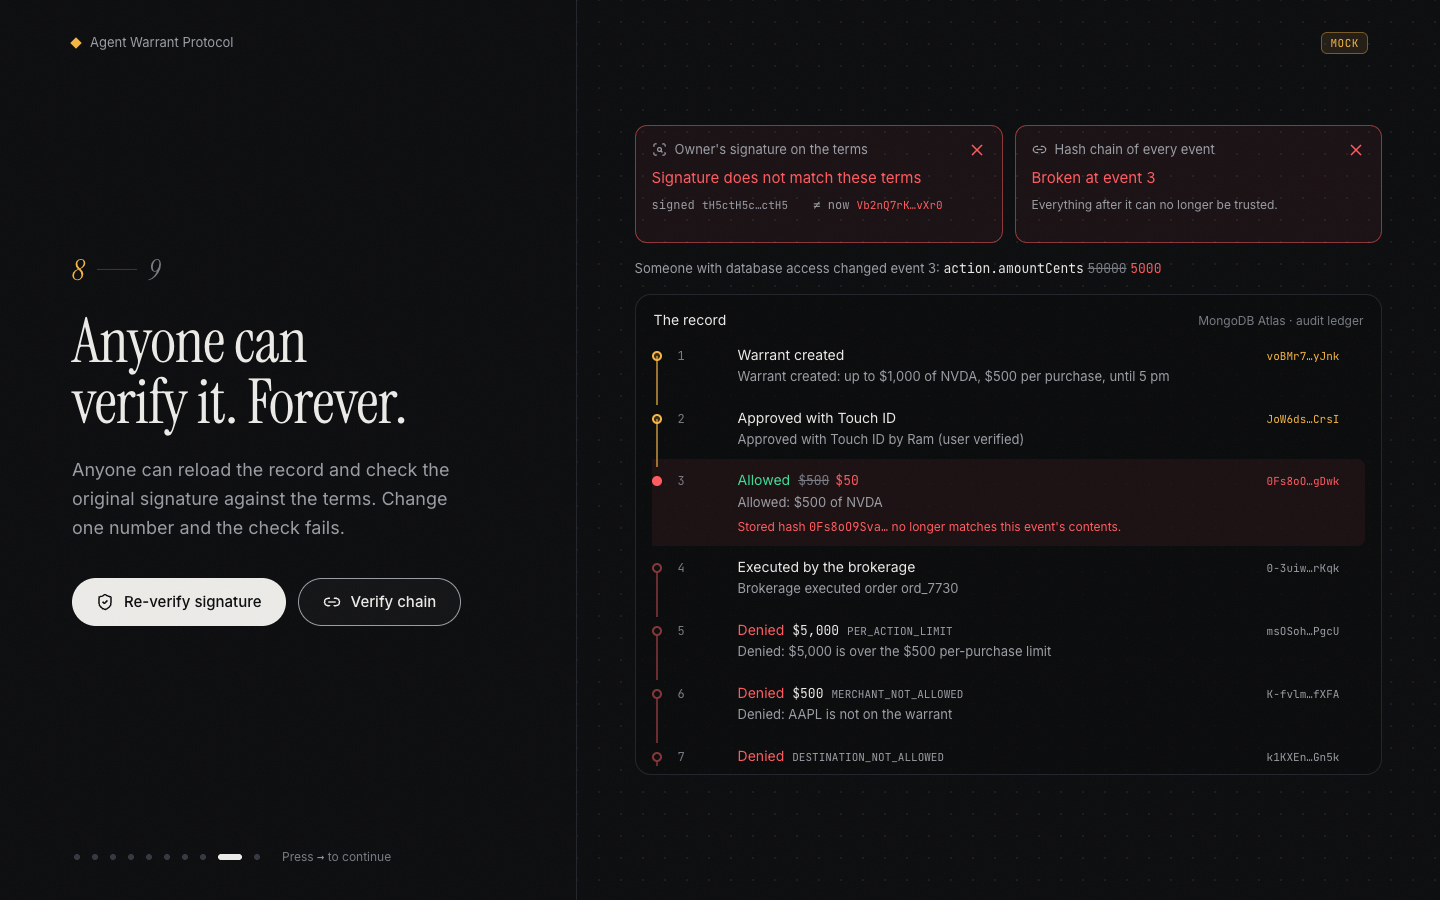 Agent Warrant Protocol
MOCK
8 — 9
Anyone can
verify it. Forever.
Anyone can reload the record and check the
original signature against the terms. Change
one number and the check fails.
Re-verify signature
Verify chain
Press → to continue
Owner's signature on the terms
Signature does not match these terms
signed tH5ctH5c…ctH5 ≠ now Vb2nQ7rK…vXr0
Hash chain of every event
Broken at event 3
Everything after it can no longer be trusted.
Someone with database access changed event 3: action.amountCents 50000 5000
The record
MongoDB Atlas · audit ledger
1 Warrant created voBMr7…yJnk
Warrant created: up to $1,000 of NVDA, $500 per purchase, until 5 pm
2 Approved with Touch ID JoW6ds…CrsI
Approved with Touch ID by Ram (user verified)
3 Allowed $500 $50 0Fs8oO…gDwk
Allowed: $500 of NVDA
Stored hash 0Fs8oO9Sva… no longer matches this event's contents.
4 Executed by the brokerage 0-3uiw…rKqk
Brokerage executed order ord_7730
5 Denied $5,000 PER_ACTION_LIMIT msOSoh…PgcU
Denied: $5,000 is over the $500 per-purchase limit
6 Denied $500 MERCHANT_NOT_ALLOWED K-fvlm…fXFA
Denied: AAPL is not on the warrant
7 Denied DESTINATION_NOT_ALLOWED k1KXEn…Gn5k